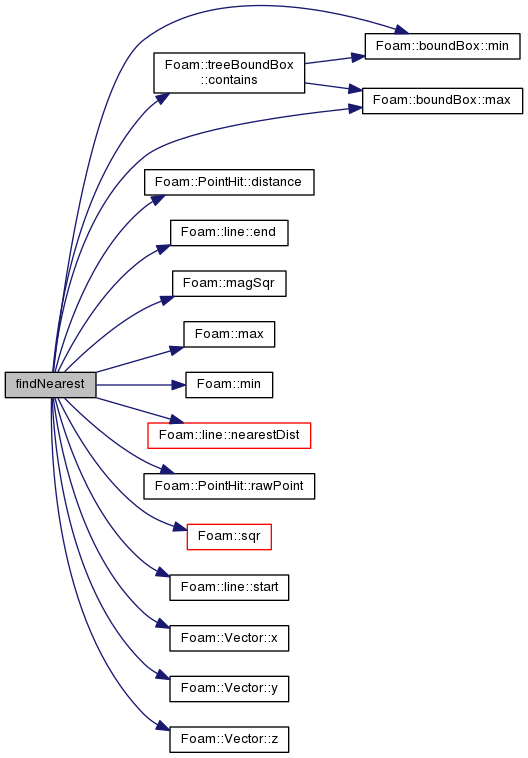 Foam::boundBox::min
Foam::treeBoundBox
::contains
Foam::boundBox::max
Foam::PointHit::distance
Foam::line::end
Foam::magSqr
Foam::max
findNearest
Foam::min
Foam::line::nearestDist
Foam::PointHit::rawPoint
Foam::sqr
Foam::line::start
Foam::Vector::x
Foam::Vector::y
Foam::Vector::z